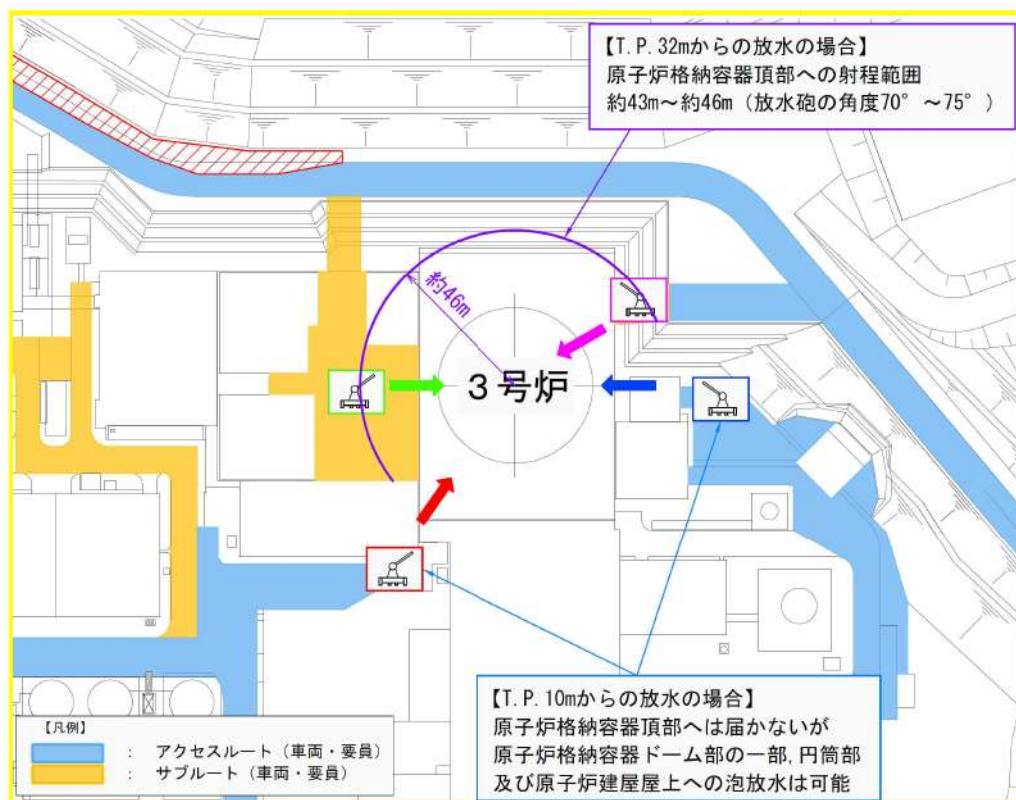 【T.P.32mからの放水の場合】
原子炉格納容器頂部への射程範囲
約43m～約46m（放水砲の角度70°～75°）
約46m
３号炉
【T.P.10mからの放水の場合】
原子炉格納容器頂部へは届かないが
原子炉格納容器ドーム部の一部,円筒部
及び原子炉建屋屋上への泡放水は可能
【凡例】
： アクセスルート（車両・要員）
： サブルート（車両・要員）